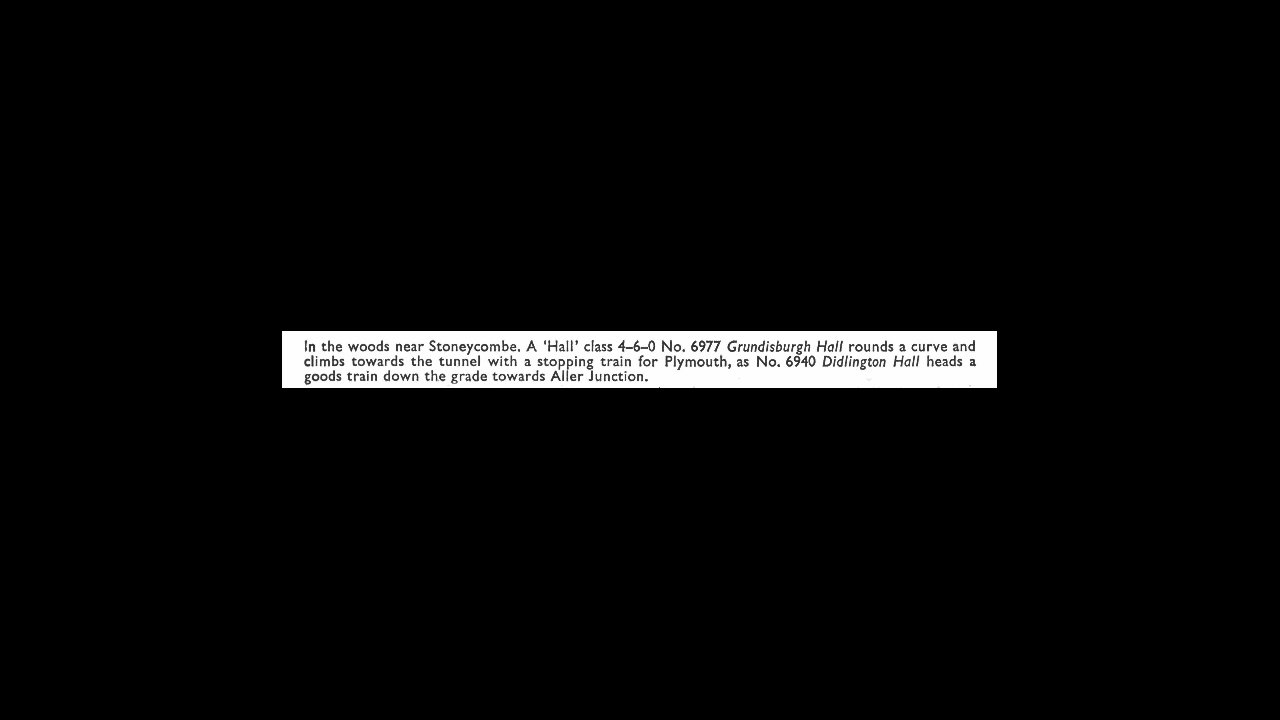 In the woods near Stoneycombe. A 'Hall' class 4–6–0 No. 6977 Grundisburgh Hall rounds a curve and
climbs towards the tunnel with a stopping train for Plymouth, as No. 6940 Didlington Hall heads a
goods train down the grade towards Aller Junction.